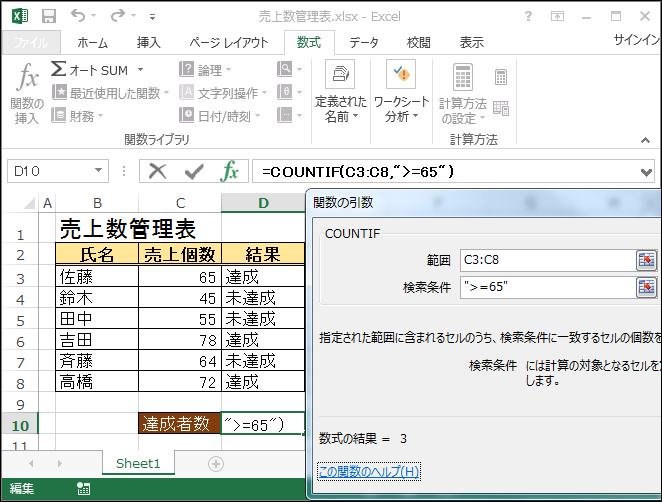 売上数管理表.xlsx - Excel
ファイル ホーム 挿入 ページ レイアウト 数式 データ 校閲 表示 サインイン
fx 関数の挿入
Σ オート SUM
最近使用した関数
財務
論理
文字列操作
日付/時刻
定義された名前
ワークシート分析
計算方法の設定
関数ライブラリ 計算方法
D10 fx =COUNTIF(C3:C8,">=65")
A B C D
1 売上数管理表
2 氏名 売上個数 結果
3 佐藤 65 達成
4 鈴木 45 未達成
5 田中 55 未達成
6 吉田 78 達成
7 斉藤 64 未達成
8 高橋 72 達成
9
10 達成者数 ">=65")
11
関数の引数
COUNTIF
範囲 C3:C8
検索条件 ">=65"
指定された範囲に含まれるセルのうち、検索条件に一致するセルの個数を
検索条件 には計算の対象となるセルを
します。
数式の結果 = 3
この関数のヘルプ(H)
Sheet1
編集